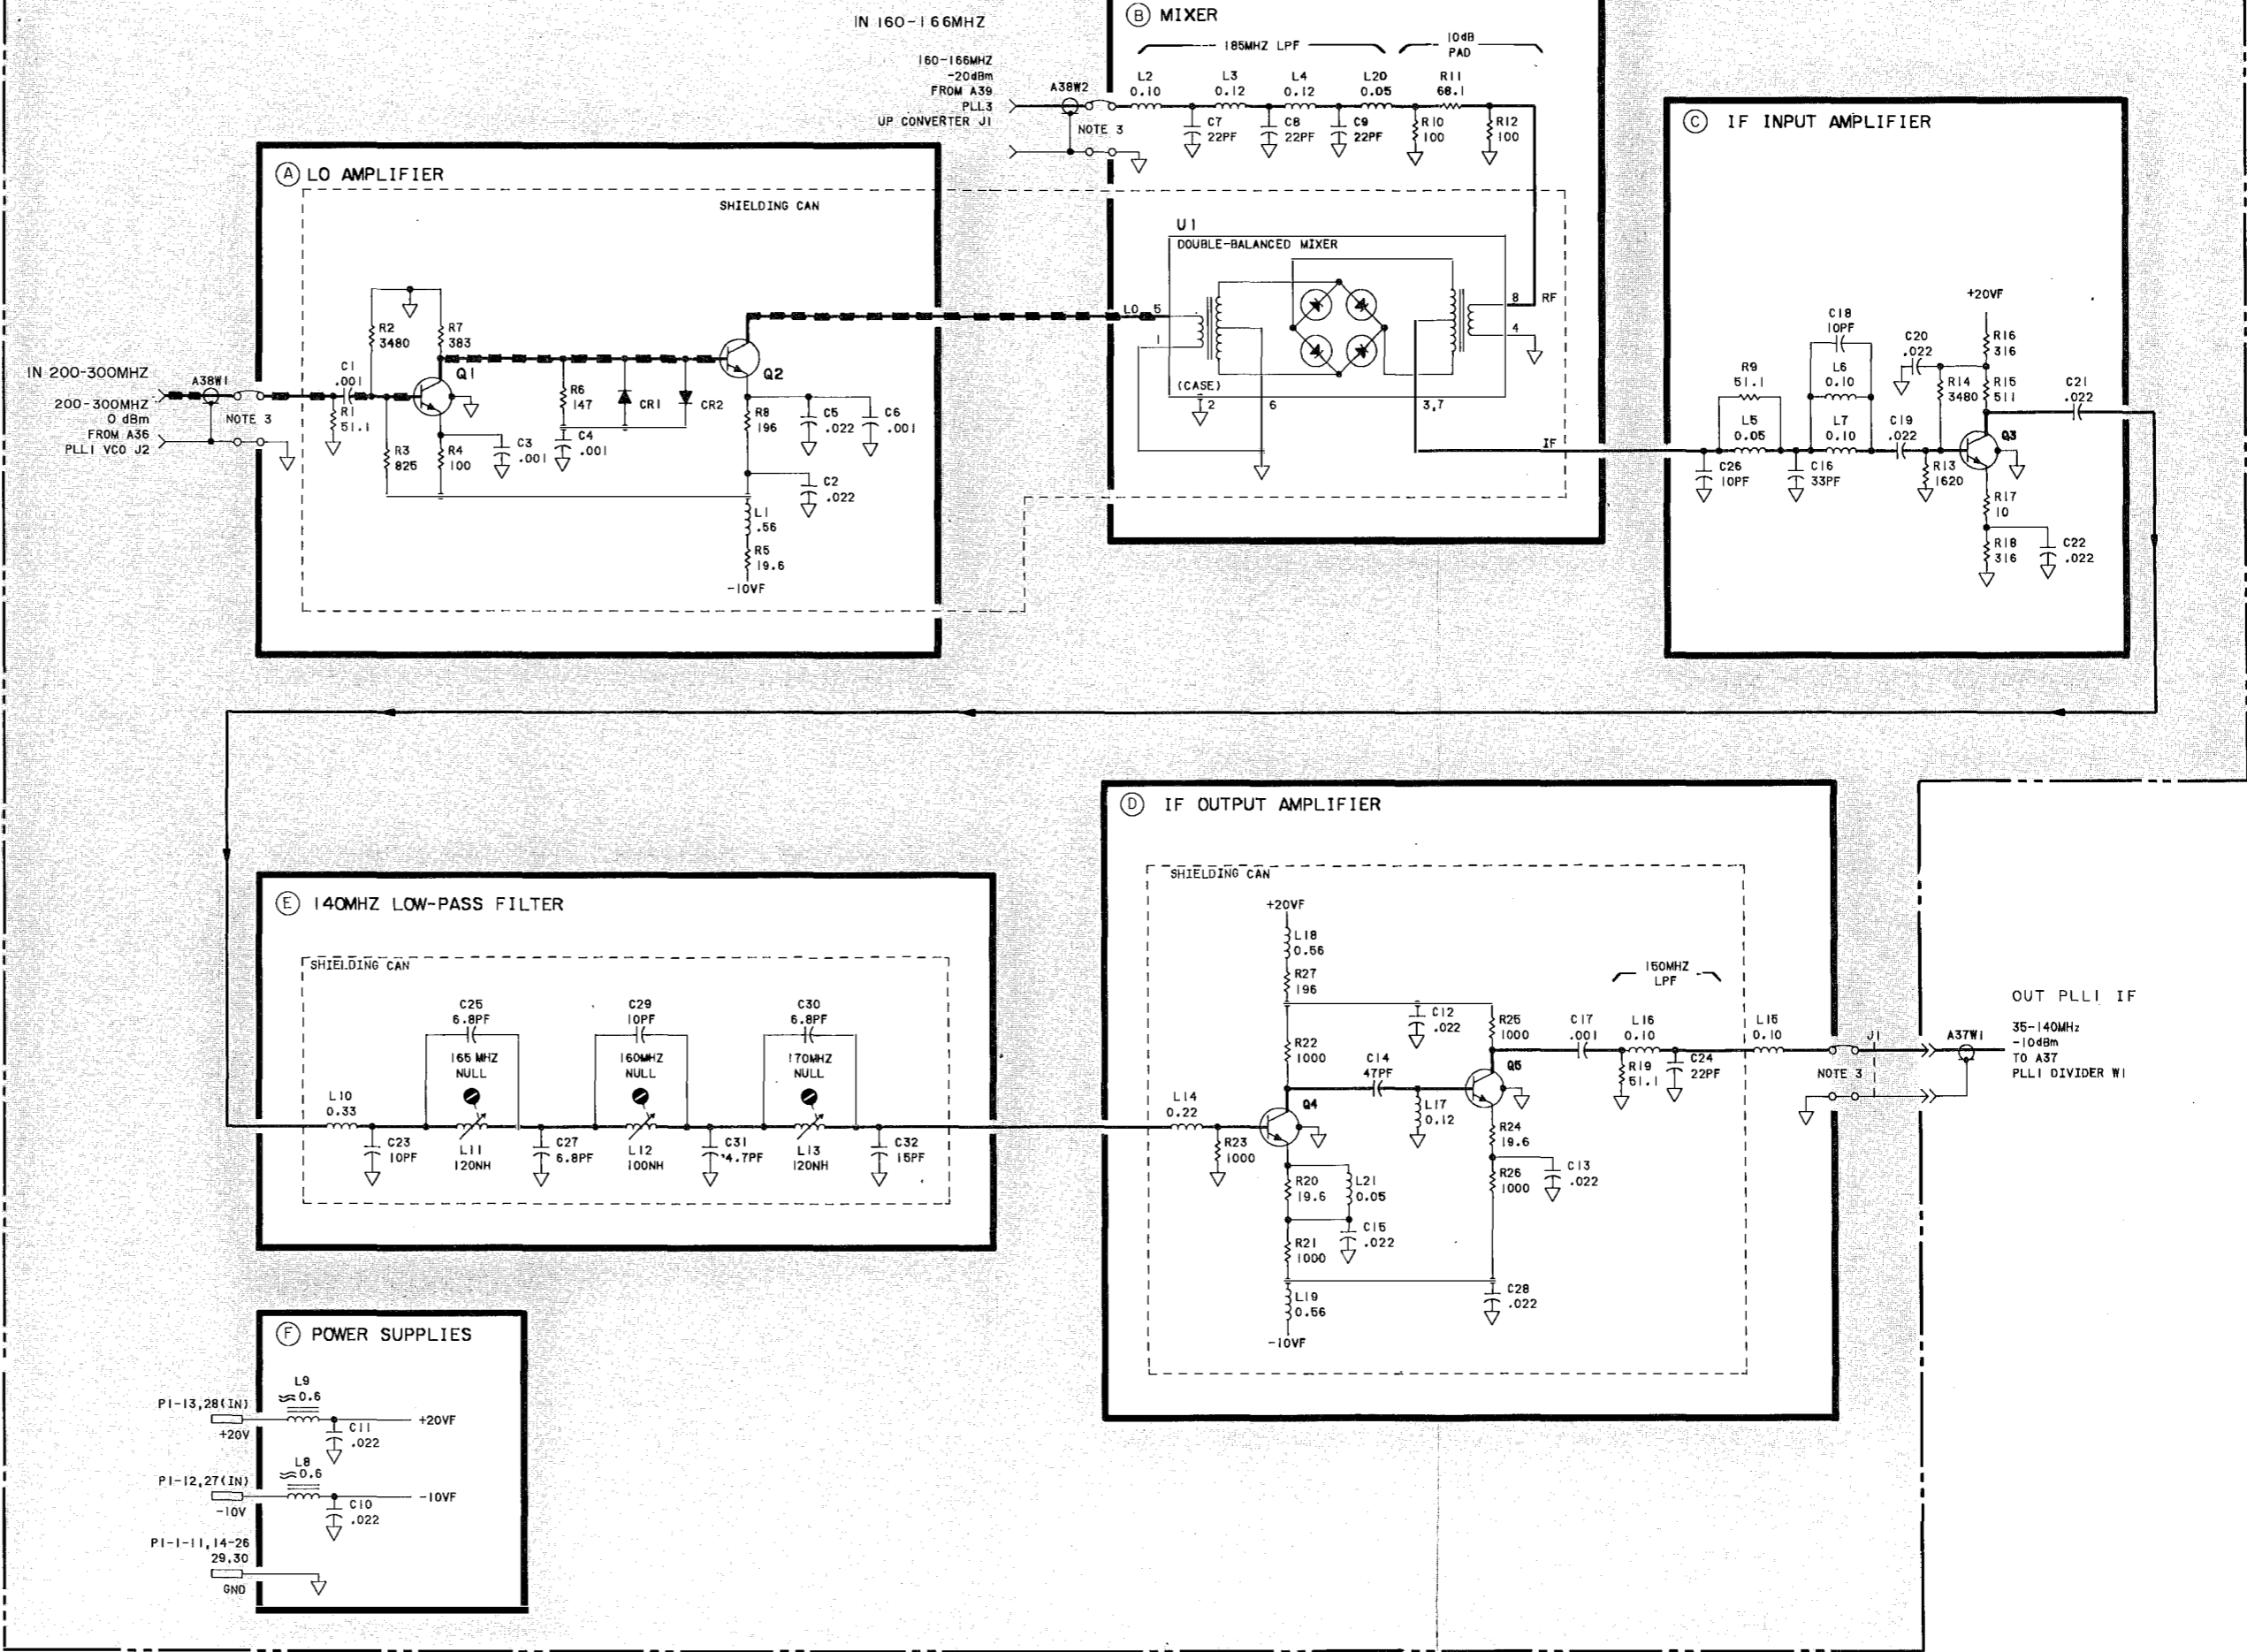 IN 160-166MHZ
160-166MHZ
-20dBm
FROM A39
PLL3
UP CONVERTER J1
A38W2
NOTE 3
B MIXER
185MHZ LPF
10dB
PAD
L2
0.10
L3
0.12
L4
0.12
L20
0.05
R11
68.1
C7
22PF
C8
22PF
C9
22PF
R10
100
R12
100
U1
DOUBLE-BALANCED MIXER
LO 5
1
8 RF
4
(CASE)
2
6
3,7
IF
A LO AMPLIFIER
SHIELDING CAN
IN 200-300MHZ
200-300MHZ
0 dBm
FROM A36
PLL1 VCO J2
A38W1
NOTE 3
C1
.001
R1
51.1
R2
3480
R7
383
Q1
R3
825
R4
100
C3
.001
R6
147
C4
.001
CR1
CR2
Q2
R8
196
C5
.022
C6
.001
C2
.022
L1
.56
R5
19.6
-10VF
C IF INPUT AMPLIFIER
+20VF
C18
10PF
C20
.022
R16
316
R9
51.1
L6
0.10
R14
3480
R15
511
C21
.022
L5
0.05
L7
0.10
C19
.022
Q3
C26
10PF
C16
33PF
R13
1620
R17
10
R18
316
C22
.022
D IF OUTPUT AMPLIFIER
SHIELDING CAN
+20VF
L18
0.56
R27
196
150MHZ
LPF
C12
.022
R25
1000
C17
.001
L16
0.10
L15
0.10
R22
1000
C14
47PF
Q5
R19
51.1
C24
22PF
L14
0.22
Q4
L17
0.12
R23
1000
R24
19.6
R20
19.6
L21
0.05
R26
1000
C13
.022
C15
.022
R21
1000
L19
0.56
C28
.022
-10VF
J1
NOTE 3
A37W1
OUT PLL1 IF
35-140MHz
-10dBm
TO A37
PLL1 DIVIDER W1
E 140MHZ LOW-PASS FILTER
SHIELDING CAN
C25
6.8PF
C29
10PF
C30
6.8PF
165 MHZ
NULL
160MHZ
NULL
170MHZ
NULL
L10
0.33
C23
10PF
L11
120NH
C27
6.8PF
L12
100NH
C31
4.7PF
L13
120NH
C32
15PF
F POWER SUPPLIES
L9
≈0.6
P1-13,28(IN)
+20V
C11
.022
+20VF
L8
≈0.6
P1-12,27(IN)
-10V
C10
.022
-10VF
P1-1-11,14-26
29,30
GND